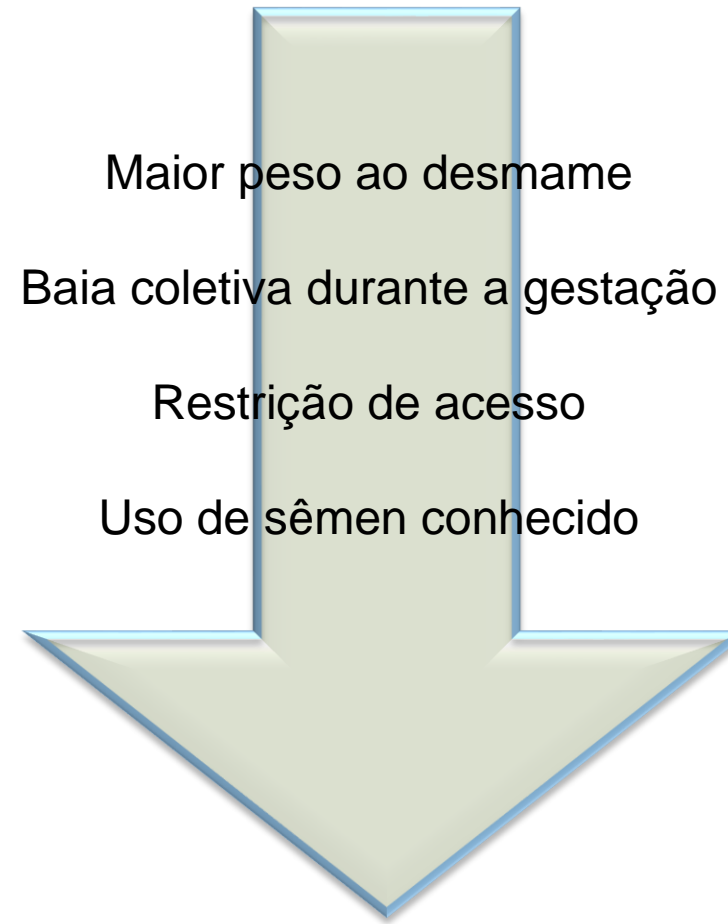 Maior peso ao desmame
Baia coletiva durante a gestação
Restrição de acesso
Uso de sêmen conhecido